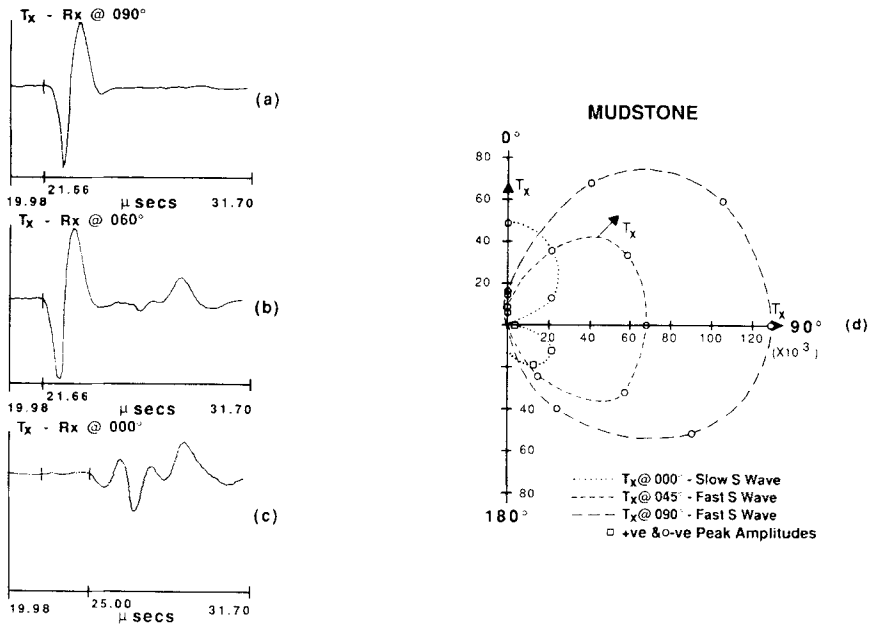 Tx - Rx @ 090°
(a)
19.98
21.66
μ secs
31.70
Tx - Rx @ 060°
(b)
19.98
21.66
μ secs
31.70
Tx - Rx @ 000°
(c)
19.98
25.00
μ secs
31.70
MUDSTONE
0°
80
60
40
20
Tx
Tx
Tx
90°
(d)
20
40
60
80
100
120
(X10³)
40
60
80
180°
Tx@ 000° - Slow S Wave
Tx@ 045° - Fast S Wave
Tx@ 090° - Fast S Wave
□ +ve &o-ve Peak Amplitudes